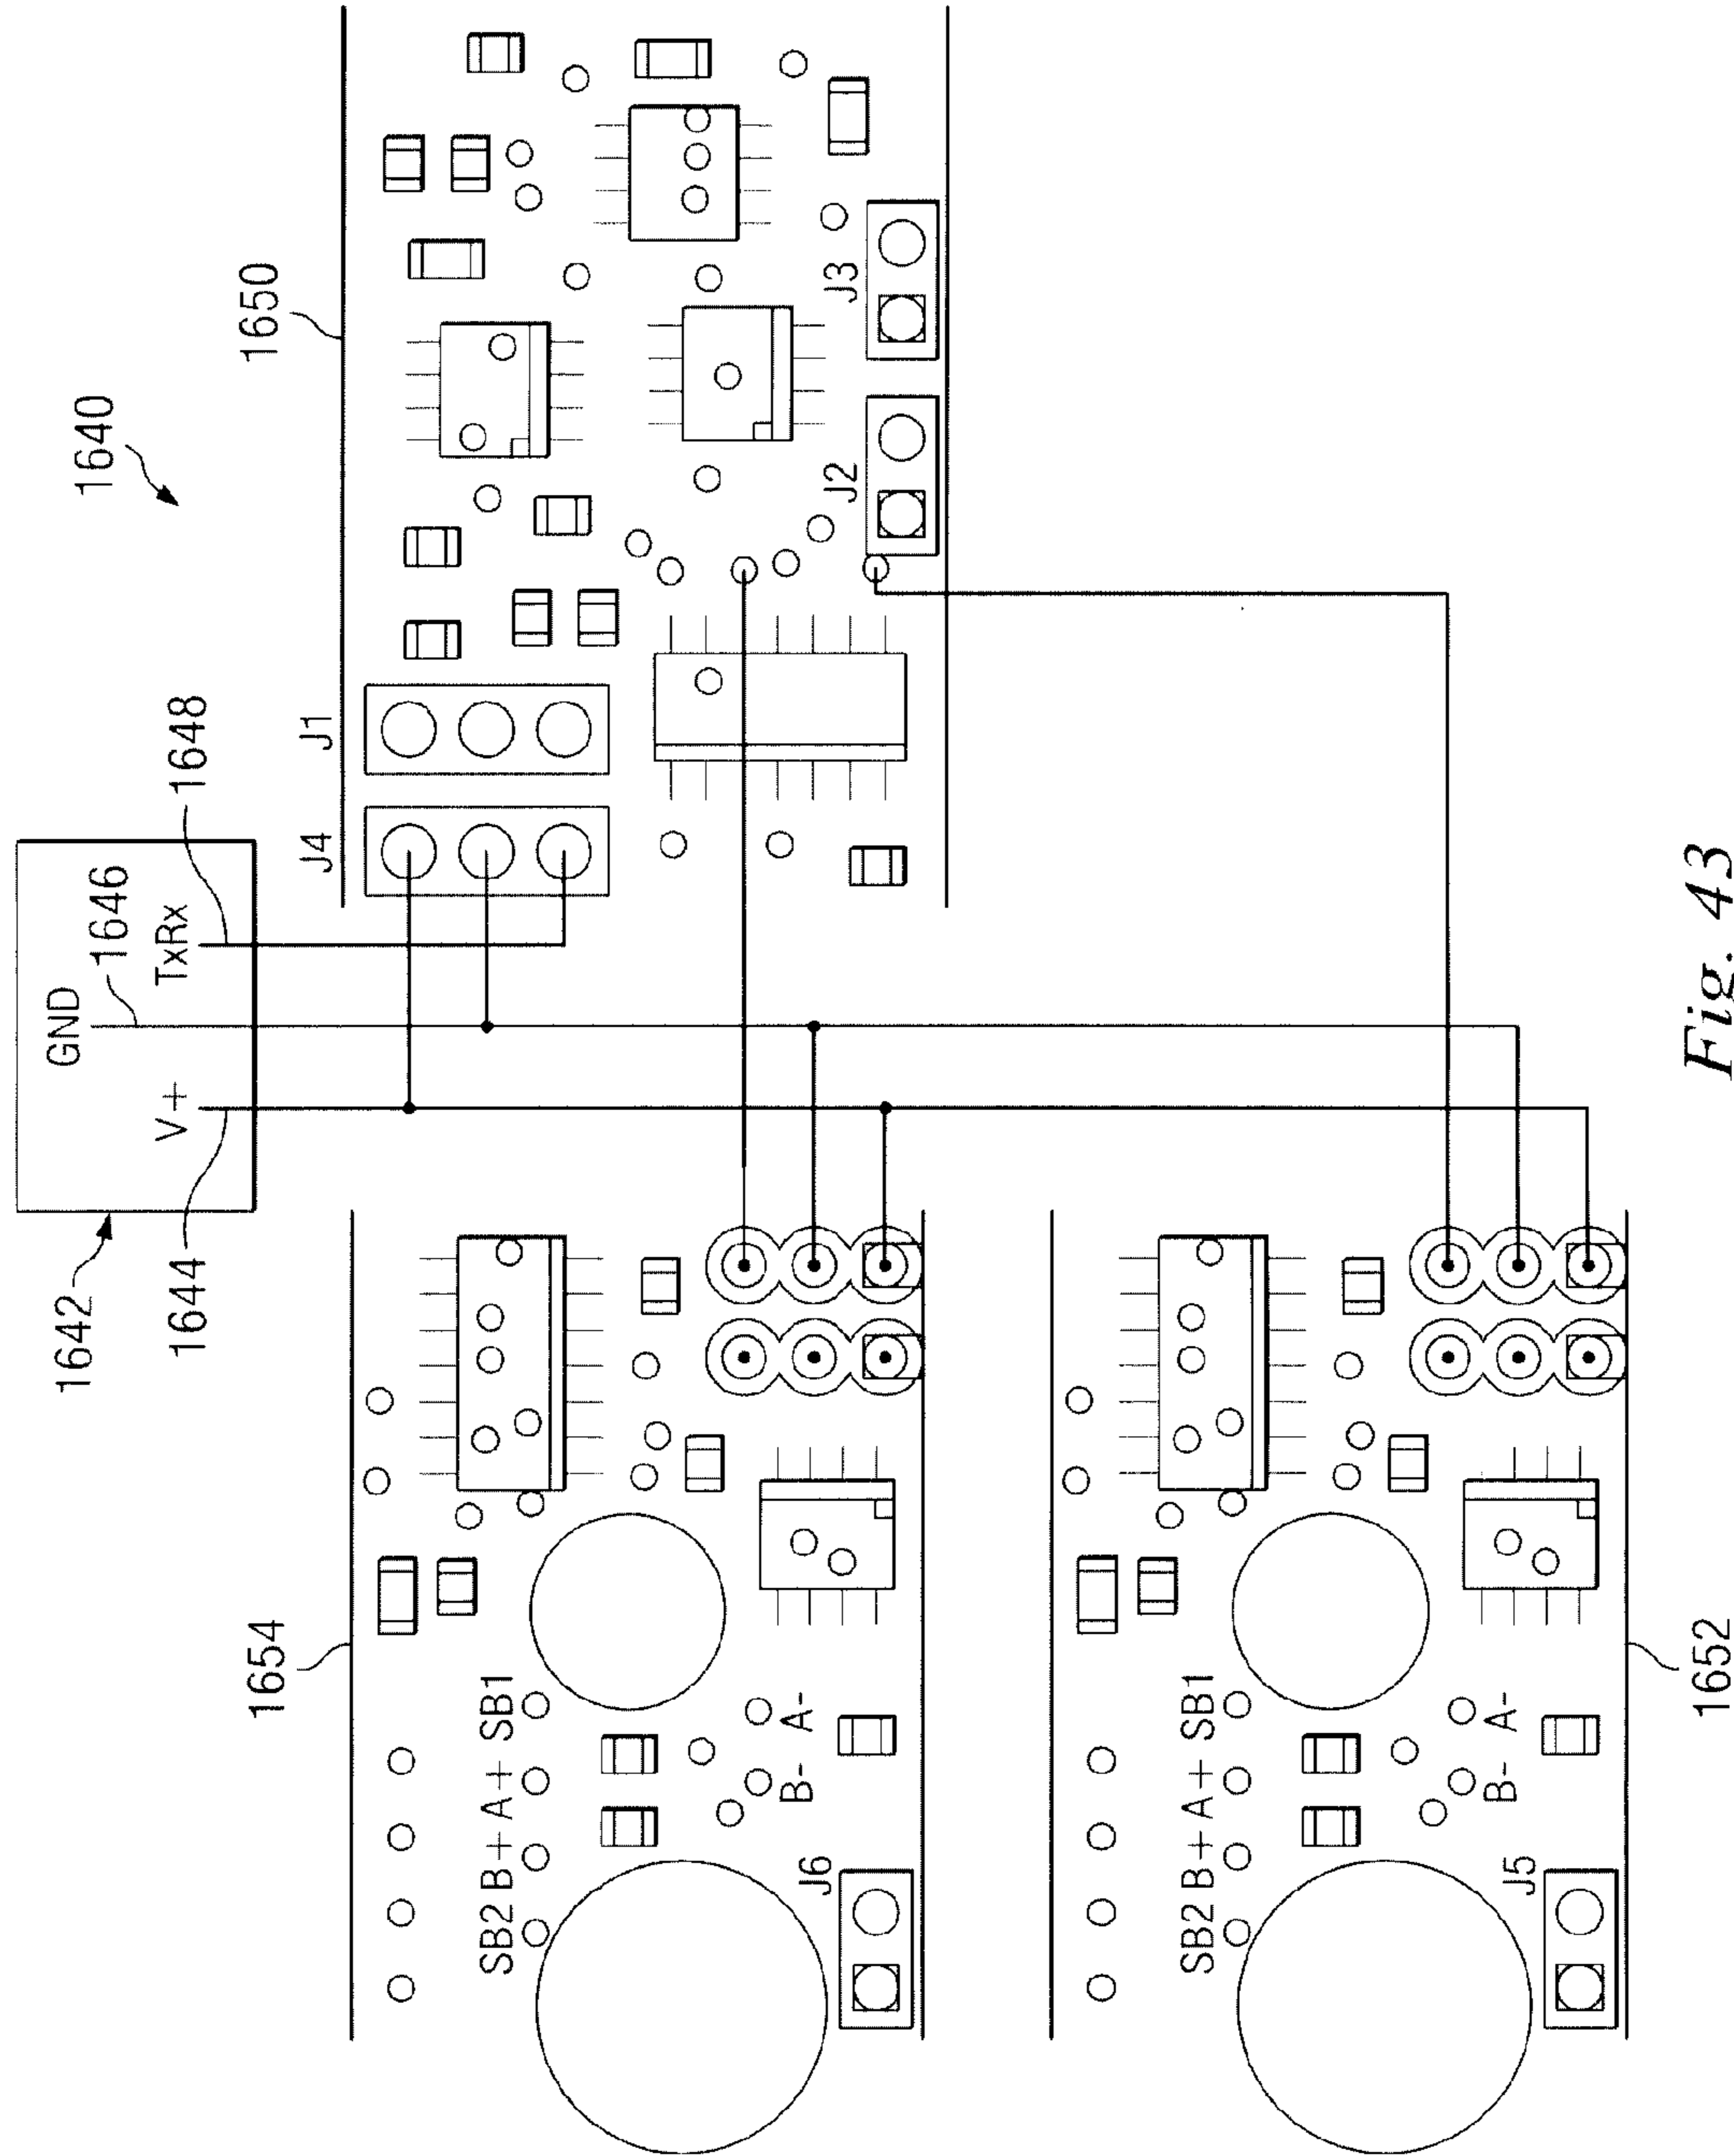 1640
1642
1644
GND
V+
TxRx
1646
1648
1650
J4
J1
J2
J3
1654
SB2 B+ A+ SB1
B- A-
J6
1652
SB2 B+ A+ SB1
B- A-
J5
Fig. 43